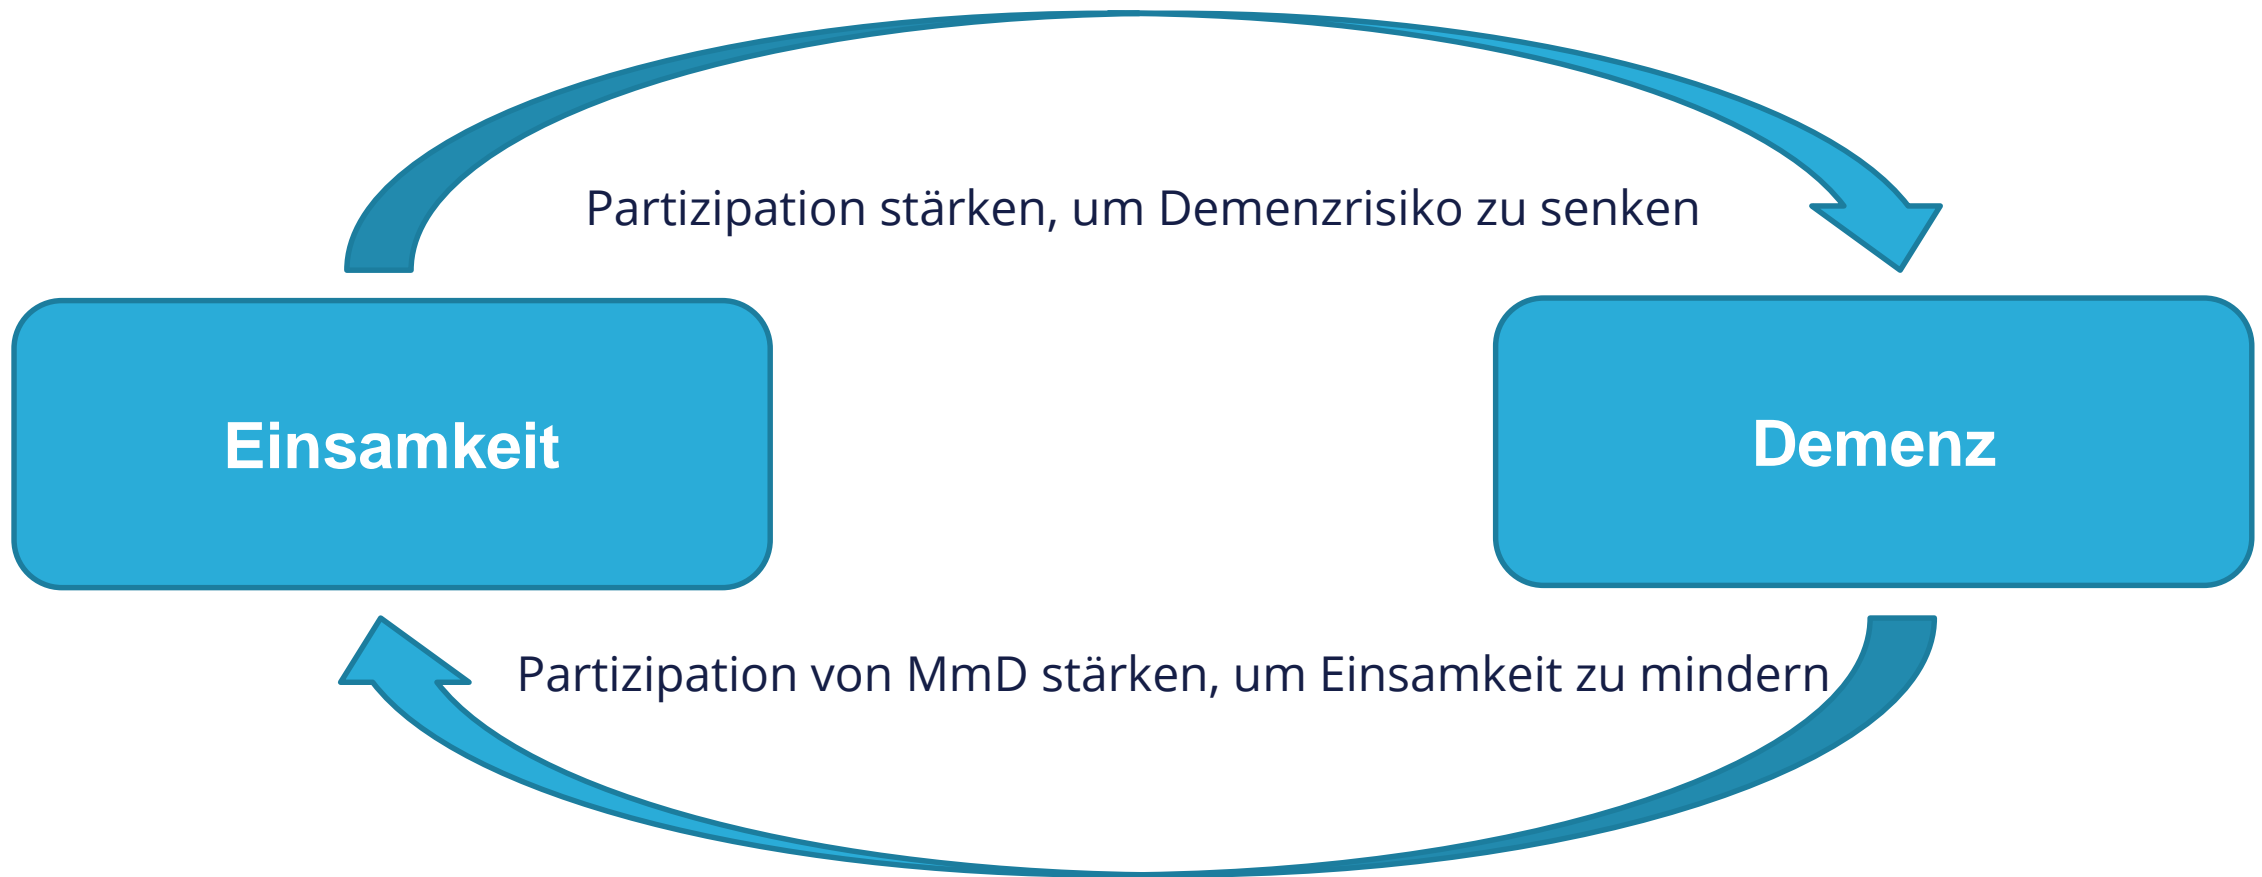 Partizipation stärken, um Demenzrisiko zu senken
Einsamkeit
Demenz
Partizipation von MmD stärken, um Einsamkeit zu mindern